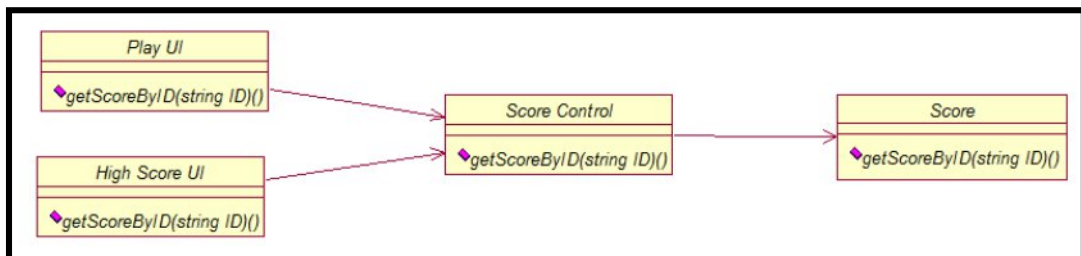 Play UI
getScoreByID(string ID)()
High Score UI
getScoreByID(string ID)()
Score Control
getScoreByID(string ID)()
Score
getScoreByID(string ID)()